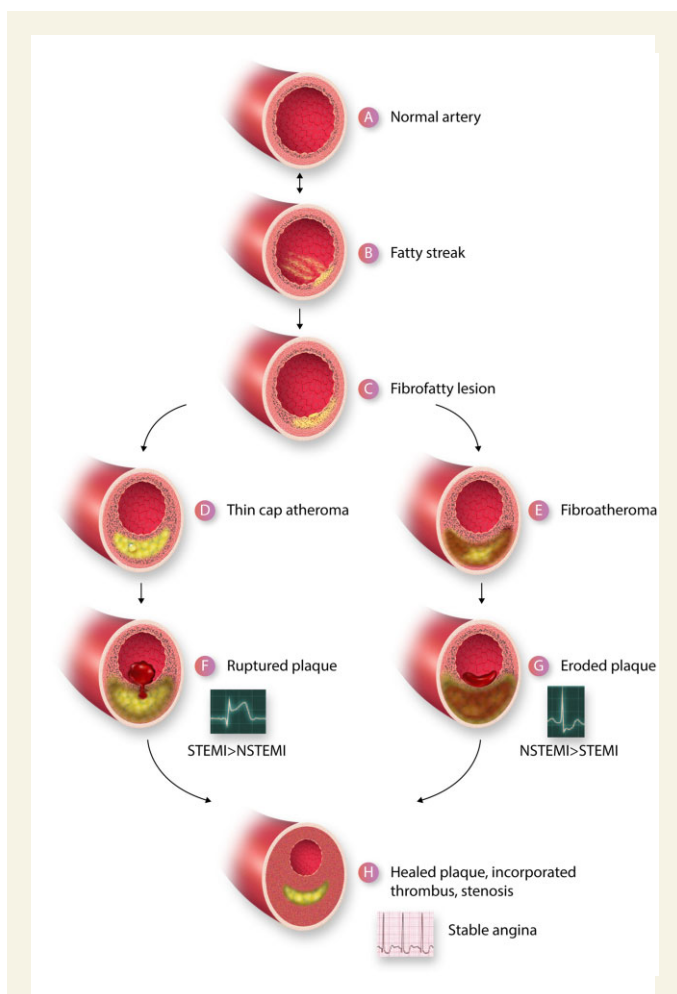 A Normal artery
B Fatty streak
C Fibrofatty lesion
D Thin cap atheroma
E Fibroatheroma
F Ruptured plaque
STEMI>NSTEMI
G Eroded plaque
NSTEMI>STEMI
H Healed plaque, incorporated
thrombus, stenosis
Stable angina